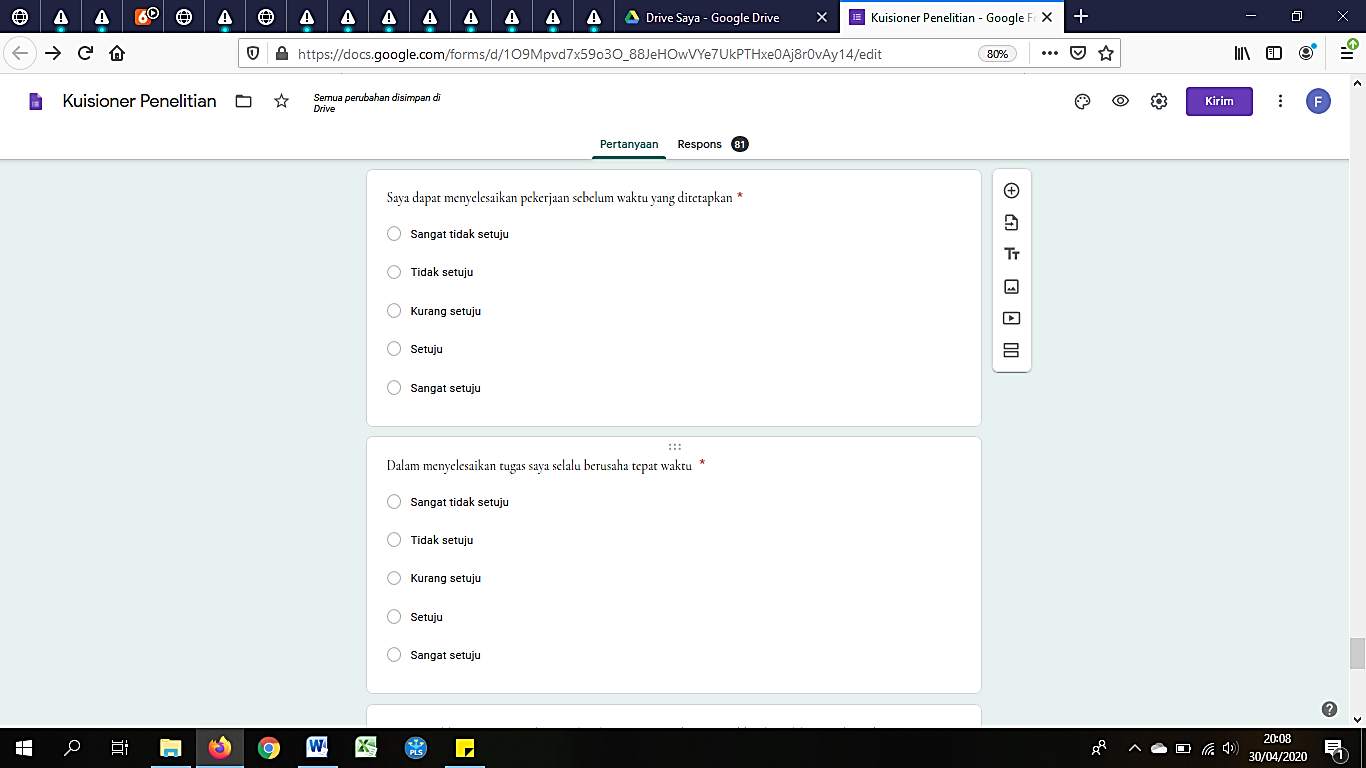 Drive Saya - Google Drive
Kuisioner Penelitian - Google F
https://docs.google.com/forms/d/1O9Mpvd7x59o3O_88JeHOwVYe7UkPTHxe0Aj8r0vAy14/edit
80%
Kuisioner Penelitian
Semua perubahan disimpan di
Drive
Kirim
F
Pertanyaan
Respons 81
Saya dapat menyelesaikan pekerjaan sebelum waktu yang ditetapkan *
Sangat tidak setuju
Tidak setuju
Kurang setuju
Setuju
Sangat setuju
Dalam menyelesaikan tugas saya selalu berusaha tepat waktu *
Sangat tidak setuju
Tidak setuju
Kurang setuju
Setuju
Sangat setuju
PLS
20:08
30/04/2020
1